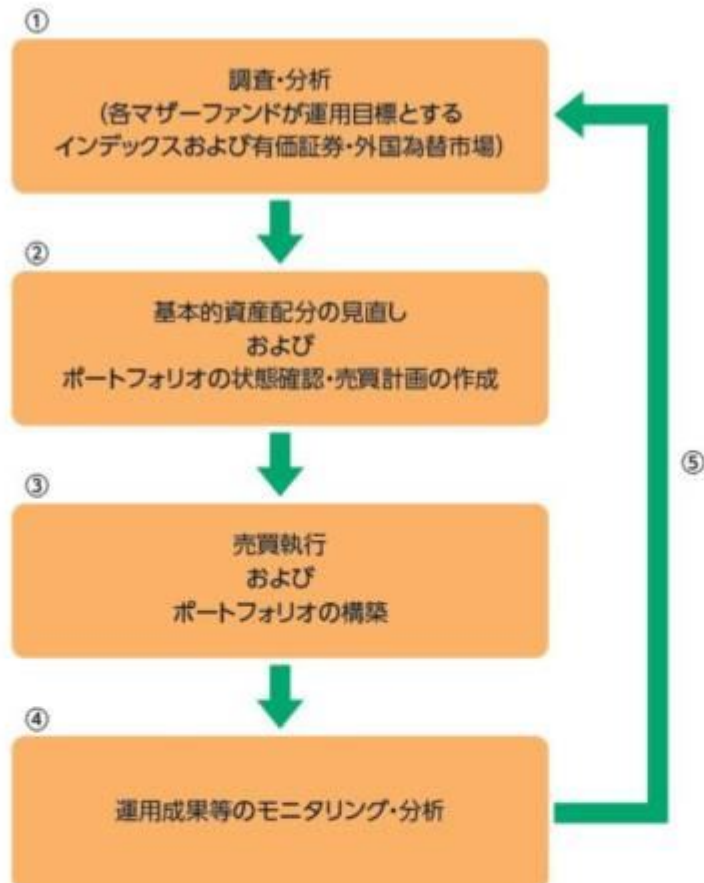 ①
調査・分析
(各マザーファンドが運用目標とする
インデックスおよび有価証券・外国為替市場)
②
基本的資産配分の見直し
および
ポートフォリオの状態確認・売買計画の作成
③
売買執行
および
ポートフォリオの構築
④
運用成果等のモニタリング・分析
⑤